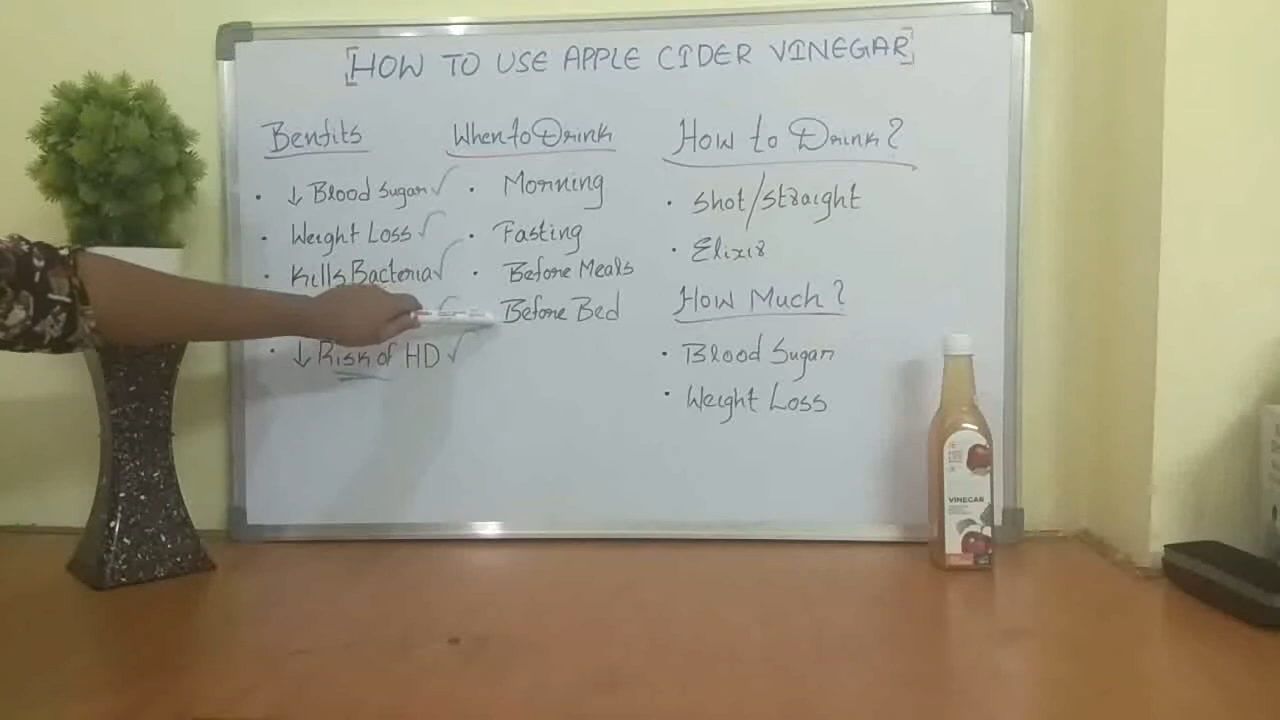 [HOW TO USE APPLE CIDER VINEGAR]
Benfits
• ↓ Blood Sugar ✓
• Weight Loss ✓
• Kills Bacteria ✓
• ↓ Risk of HD ✓
When to Drink
• Morning
• Fasting
• Before Meals
Before Bed
How to Drink?
• Shot/Straight
• Elixir
How Much?
• Blood Sugar
• Weight Loss
VINEGAR